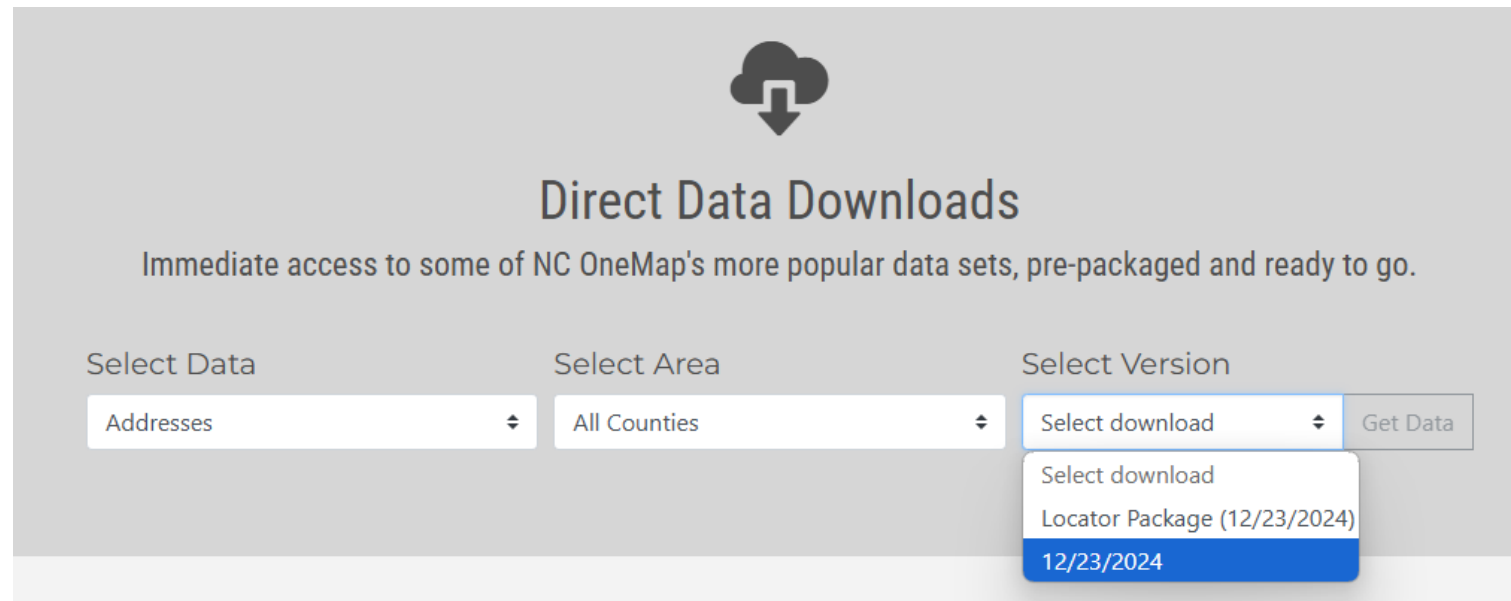 Direct Data Downloads
Immediate access to some of NC OneMap's more popular data sets, pre-packaged and ready to go.
Select Data
Select Area
Select Version
Addresses
All Counties
Select download
Get Data
Select download
Locator Package (12/23/2024)
12/23/2024